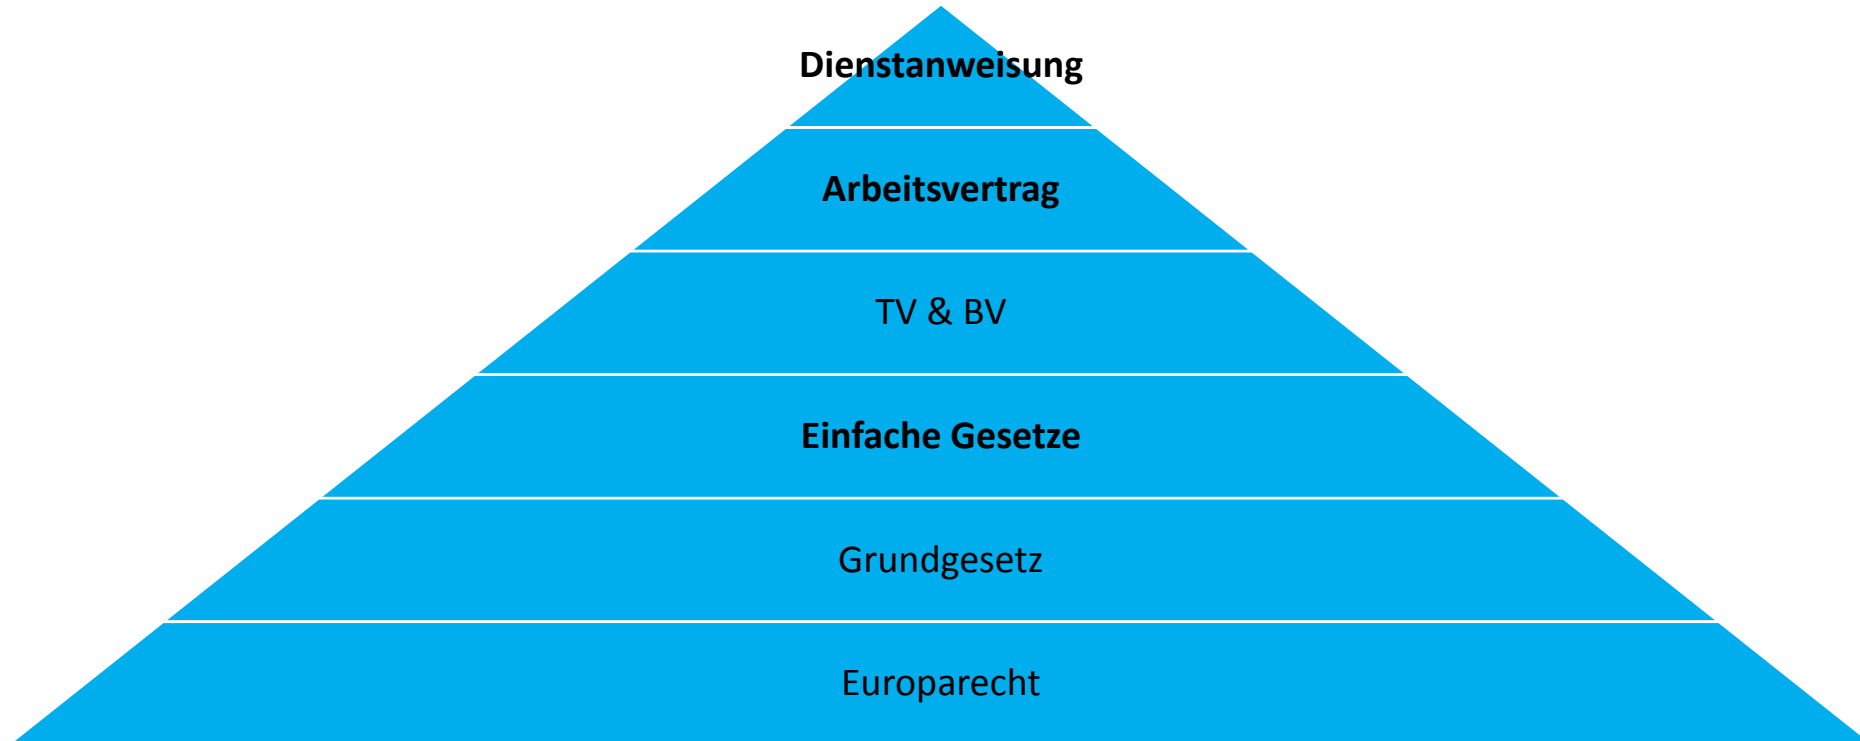 Dienstanweisung
Arbeitsvertrag
TV & BV
Einfache Gesetze
Grundgesetz
Europarecht